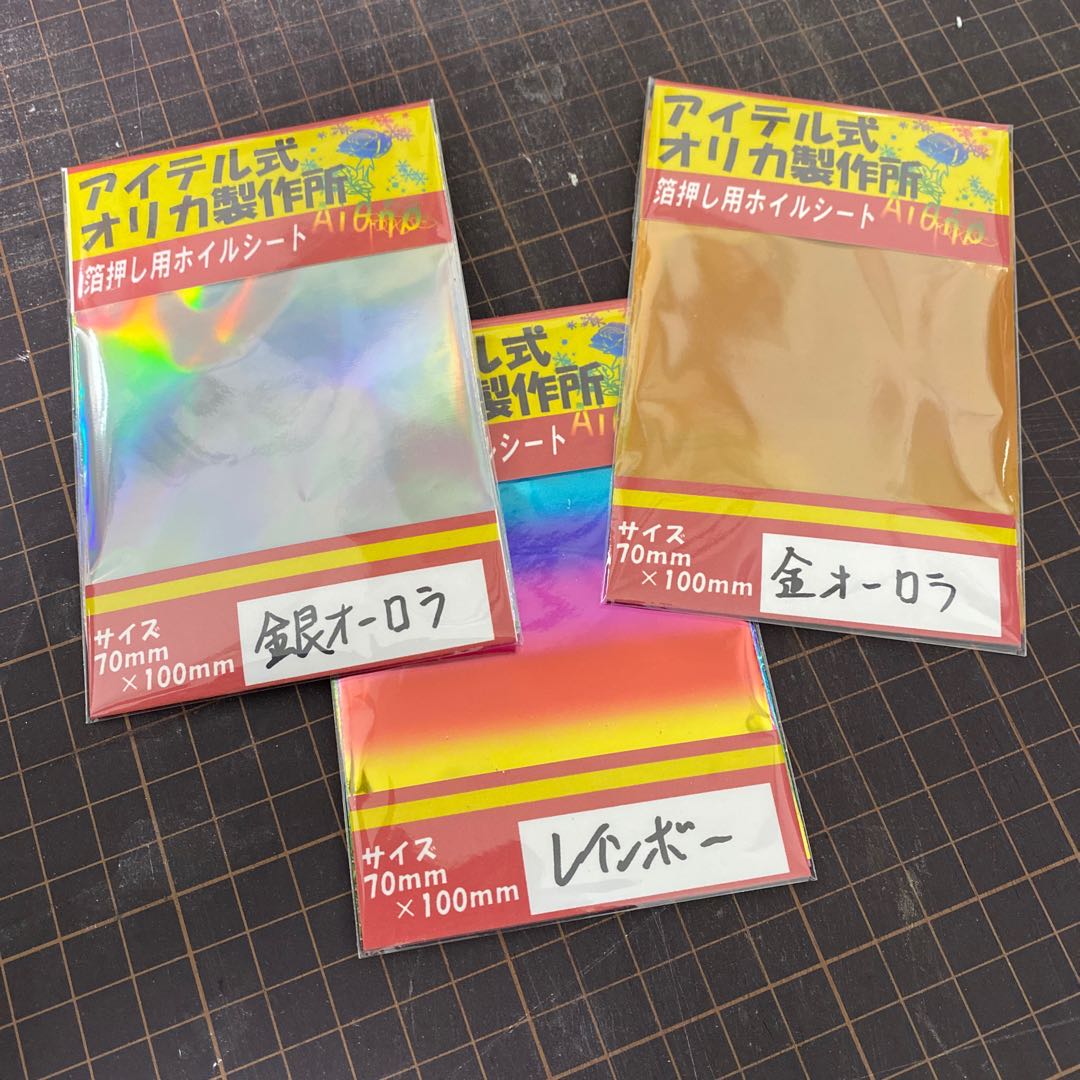 アイテル式
オリカ製作所
箔押し用ホイルシート
サイズ
70mm
×100mm
銀オーロラ
アイテル式
オリカ製作所
箔押し用ホイルシート
サイズ
70mm
×100mm
金オーロラ
ル式
製作所
シート
サイズ
70mm
×100mm
レインボー